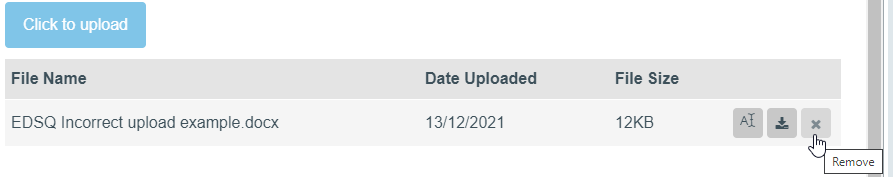 Click to upload
File Name Date Uploaded File Size
EDSQ Incorrect upload example.docx 13/12/2021 12KB
Remove